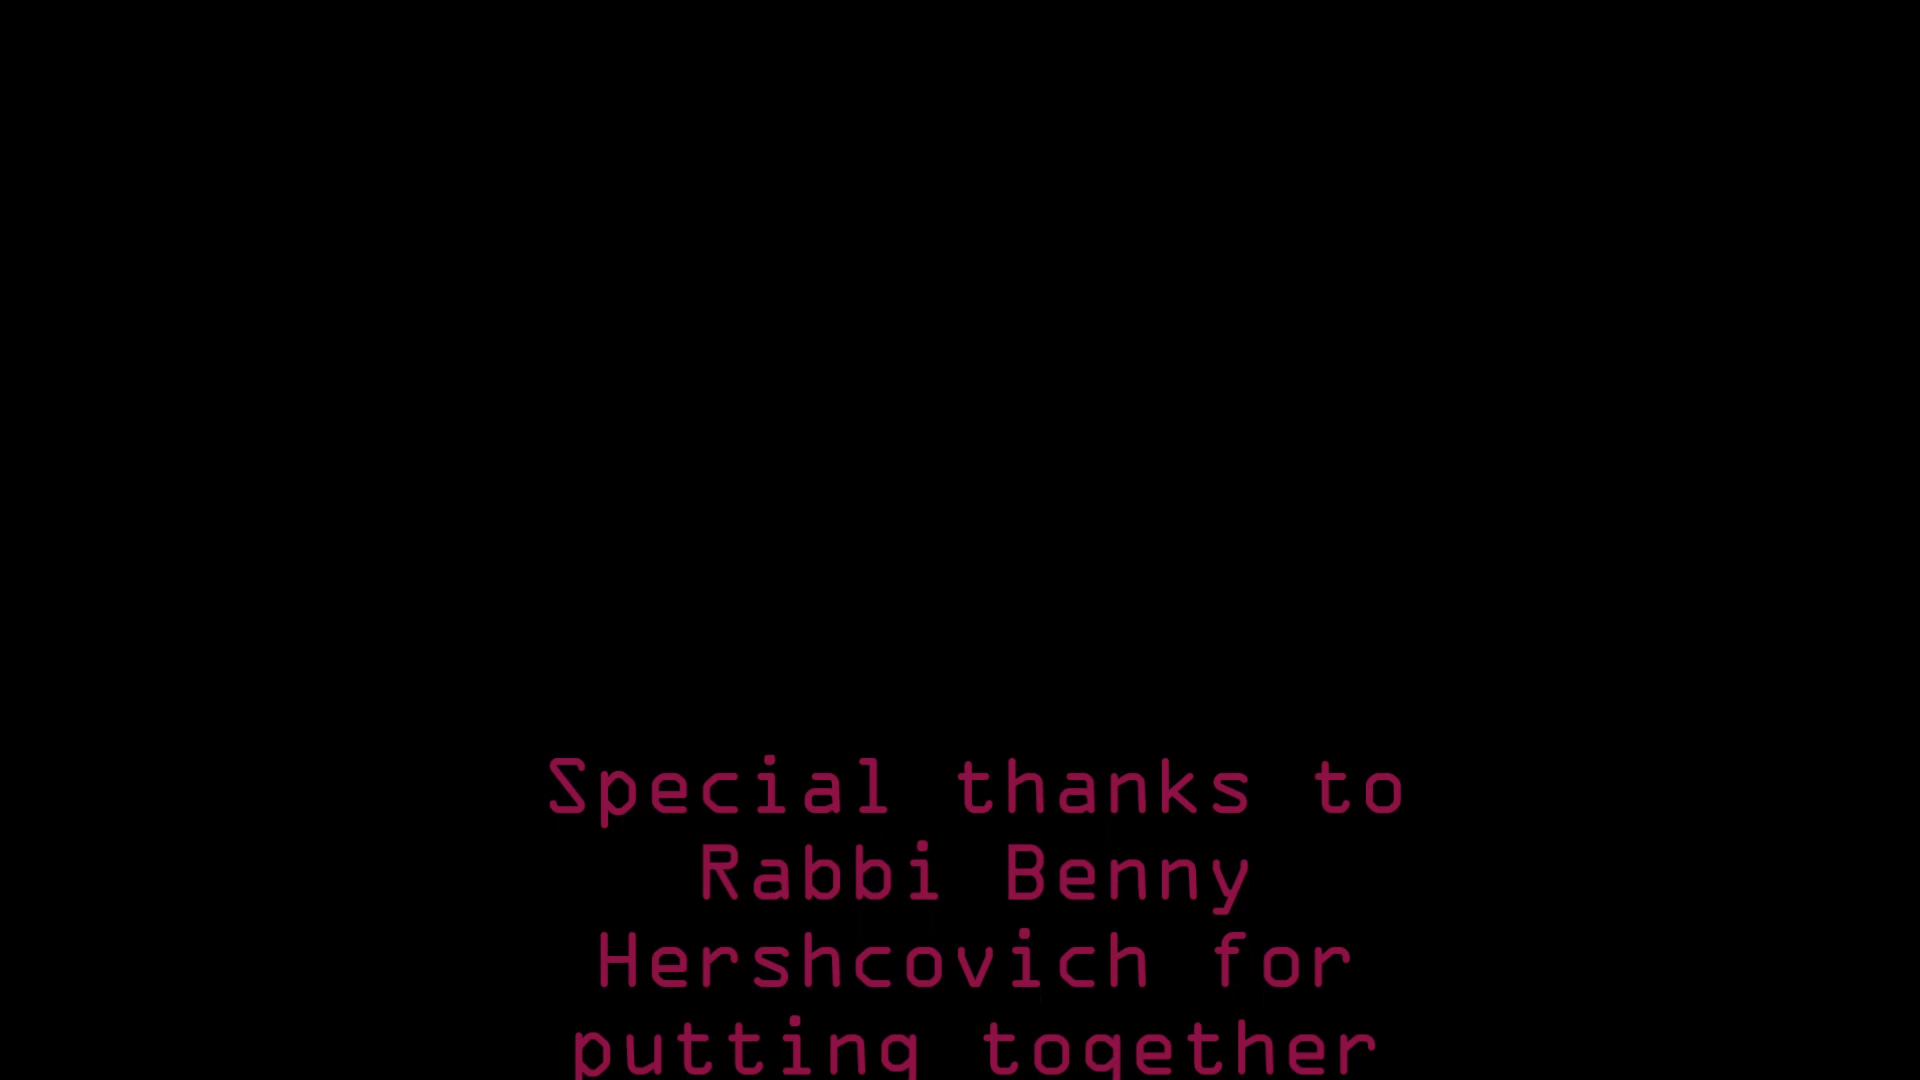 Special thanks to
Rabbi Benny
Hershcovich for
putting together